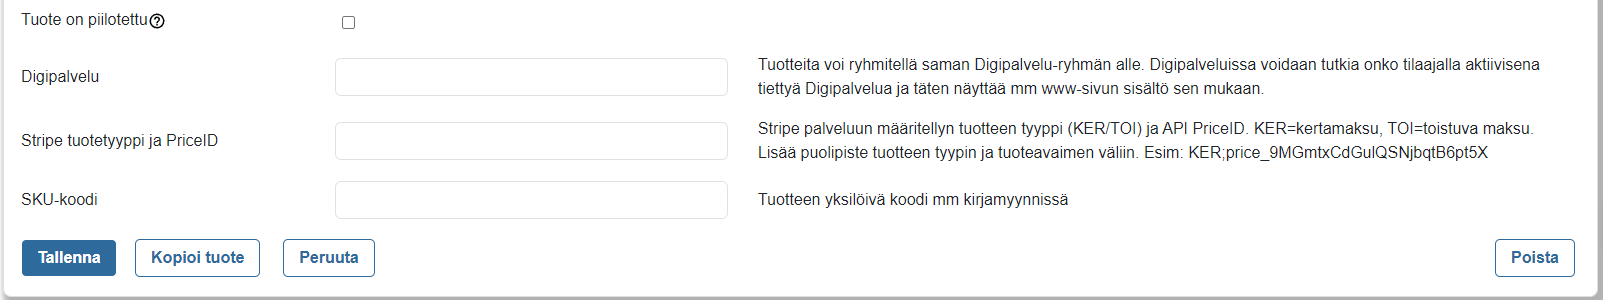 Tuote on piilotettu
Digipalvelu
Tuotteita voi ryhmitellä saman Digipalvelu-ryhmän alle. Digipalveluissa voidaan tutkia onko tilaajalla aktiivisena
tiettyä Digipalvelua ja täten näyttää mm www-sivun sisältö sen mukaan.
Stripe tuotetyyppi ja PriceID
Stripe palveluun määritellyn tuotteen tyyppi (KER/TOI) ja API PriceID. KER=kertamaksu, TOI=toistuva maksu.
Lisää puolipiste tuotteen tyypin ja tuoteavaimen väliin. Esim: KER;price_9MGmtxCdGulQSNjbqtB6pt5X
SKU-koodi
Tuotteen yksilöivä koodi mm kirjamyynnissä
Tallenna
Kopioi tuote
Peruuta
Poista